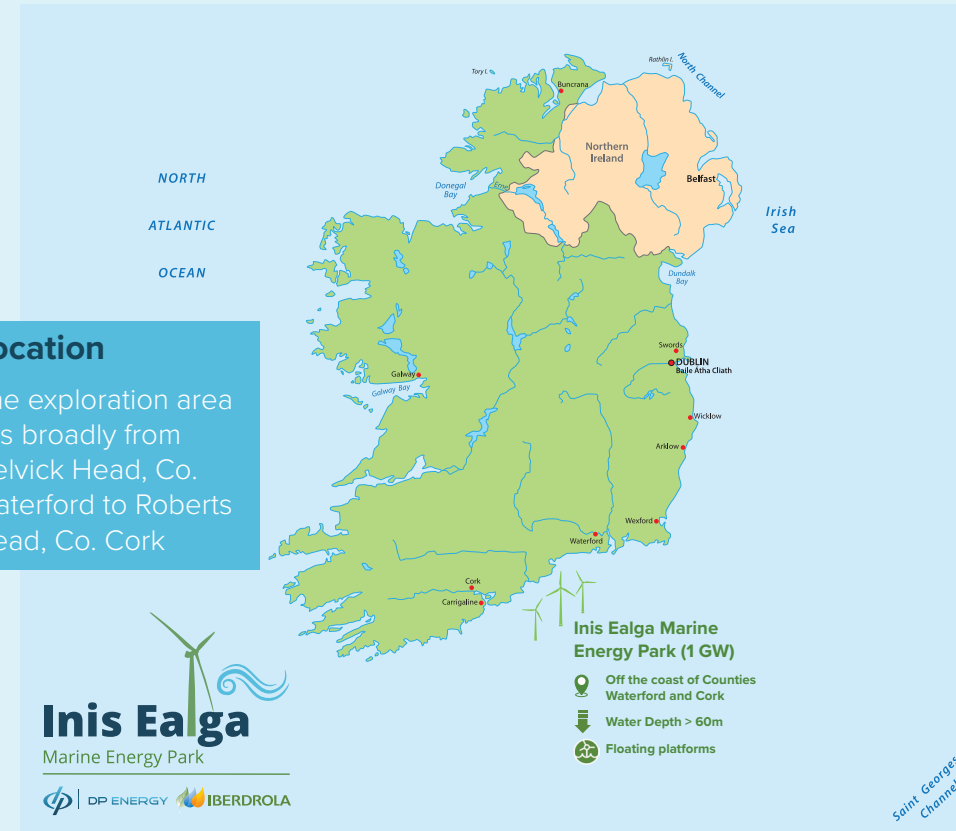 Tory I.
Rathlin I.
North Channel
Buncrana
Northern
Ireland
NORTH
ATLANTIC
OCEAN
Donegal
Bay
Erne
Belfast
Irish
Sea
Dundalk
Bay
Swords
DUBLIN
Baile Átha Cliath
Galway
Galway Bay
Wicklow
Arklow
Wexford
Waterford
Cork
Carrigaline
ocation
exploration area
broadly from
elvick Head, Co.
aterford to Roberts
ead, Co. Cork
Inis Ealga Marine
Energy Park (1 GW)
Off the coast of Counties
Waterford and Cork
Water Depth > 60m
Floating platforms
Inis Ealga
Marine Energy Park
dp DP ENERGY IBERDROLA
Saint Georges
Channel